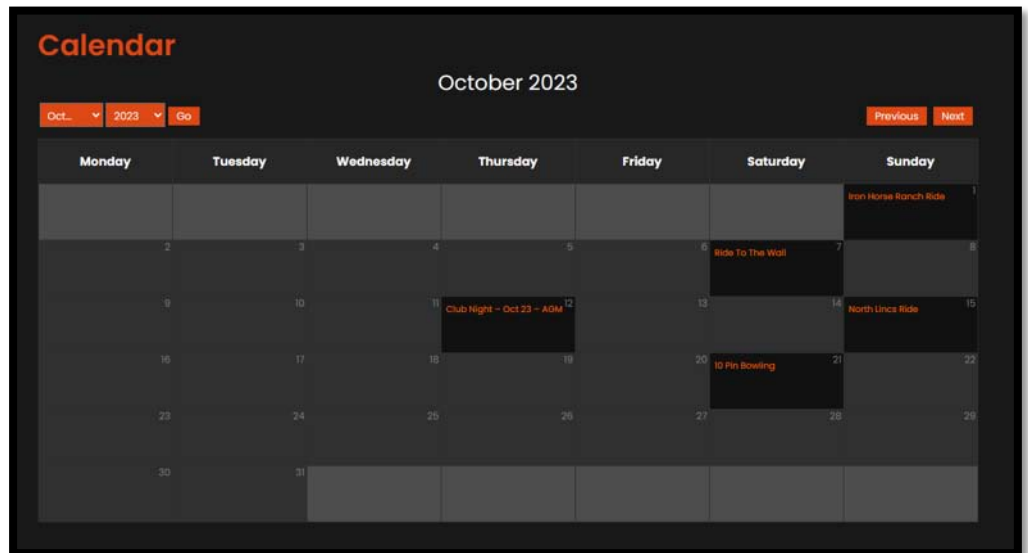 Calendar
October 2023
Oct... 2023 Go Previous Next
Monday Tuesday Wednesday Thursday Friday Saturday Sunday
Iron Horse Ranch Ride 1
2 3 4 5 6 Ride To The Wall 7 8
9 10 11 Club Night – Oct 23 – AGM 12 13 14 North Lincs Ride 15
16 17 18 19 20 10 Pin Bowling 21 22
23 24 25 26 27 28 29
30 31